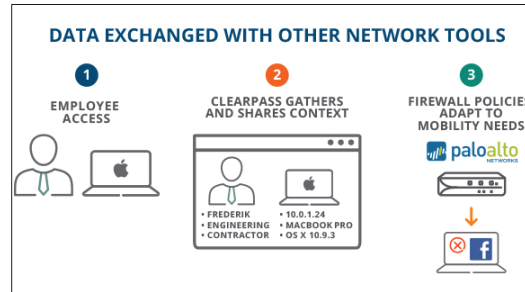 DATA EXCHANGED WITH OTHER NETWORK TOOLS
1
EMPLOYEE
ACCESS
2
CLEARPASS GATHERS
AND SHARES CONTEXT
• FREDERIK
• ENGINEERING
• CONTRACTOR
• 10.0.1.24
• MACBOOK PRO
• OS X 10.9.3
3
FIREWALL POLICIES
ADAPT TO
MOBILITY NEEDS
paloalto
NETWORKS
f